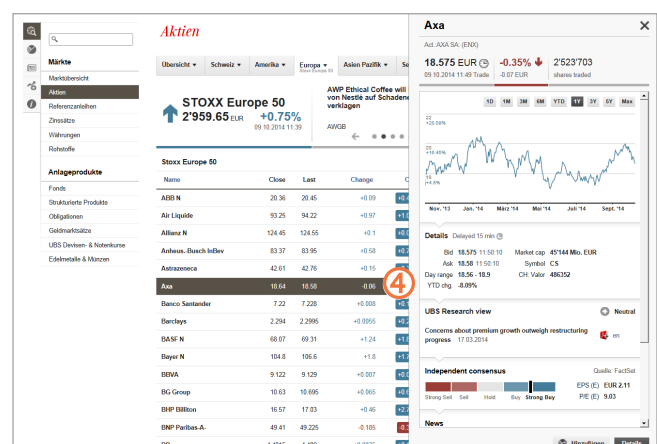 Aktien
Märkte
Marktübersicht
Aktien
Referenzanleihen
Zinssätze
Währungen
Rohstoffe
Anlageprodukte
Fonds
Strukturierte Produkte
Obligationen
Geldmarktsätze
UBS Devisen- & Notenkurse
Edelmetalle & Münzen
Übersicht Schweiz Amerika Europa Asien Pazifik
Stoxx Europe 50
STOXX Europe 50
2'959.65 EUR +0.75%
09.10.2014 11:39
AWP Ethical Coffee will
von Nestlé auf Schadene
verklagen
AWGB
Stoxx Europe 50
Name Close Last Change
ABB N 20.36 20.45 +0.09
Air Liquide 93.25 94.22 +0.97
Allianz N 124.45 124.55 +0.1
Anheus.-Busch InBev 83.37 83.95 +0.58
Astrazeneca 42.61 42.76 +0.15
Axa 18.64 18.58 -0.06
Banco Santander 7.22 7.228 +0.008
Barclays 2.294 2.2995 +0.0055
BASF N 68.07 69.31 +1.24
Bayer N 104.8 106.6 +1.8
BBVA 9.122 9.129 +0.007
BG Group 10.63 10.695 +0.065
BHP Billiton 16.57 17.03 +0.46
BNP Paribas-A- 49.41 49.225 -0.185
4
Axa
Act. AXA SA. (ENX)
18.575 EUR -0.35% 2'523'703
09.10.2014 11:49 Trade -0.07 EUR shares traded
1D 1M 3M 6M YTD 1Y 3Y 5Y Max
22
20
18
Nov. '13 Jan. '14 März '14 Mai '14 Juli '14 Sept. '14
Details Delayed 15 min
Bid 18.575 11:50:10 Market cap 45'144 Mio. EUR
Ask 18.58 11:50:10 Symbol CS
Day range 18.56 - 18.9 CH: Valor 486352
YTD chg. -8.09%
UBS Research view Neutral
Concerns about premium growth outweigh restructuring
progress 17.03.2014 en
Independent consensus Quelle: FactSet
EPS (E) EUR 2.11
P/E (E) 9.03
Strong Sell Sell Hold Buy Strong Buy
News
Hinzufügen Details